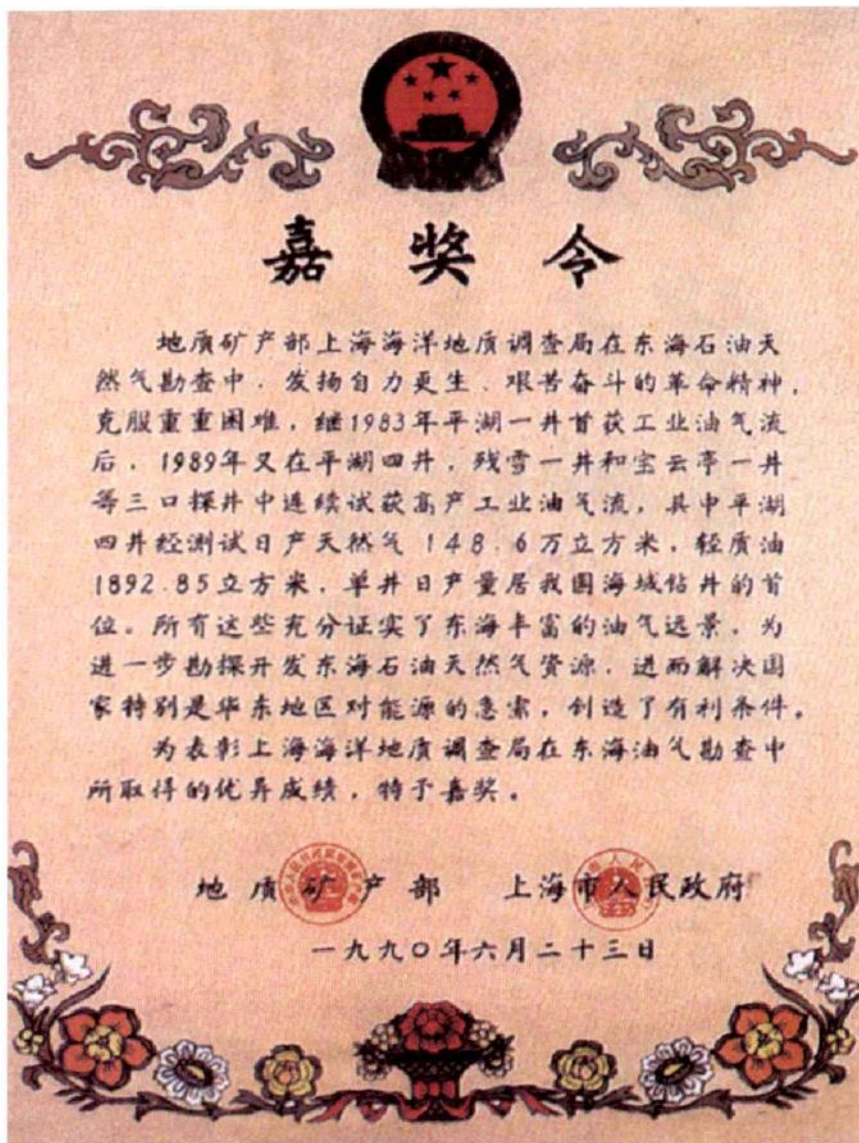 嘉奖令
地质矿产部上海海洋地质调查局在东海石油天
然气勘查中，发扬自力更生、艰苦奋斗的革命精神，
克服重重困难，继1983年平湖一井首获工业油气流
后，1989年又在平湖四井，残雪一井和宝云亭一井
等三口探井中连续试获高产工业油气流，其中平湖
四井经测试日产天然气148.6万立方米，轻质油
1892.85立方米，单井日产量居我国海域钻井的首
位。所有这些充分证实了东海丰富的油气远景，为
进一步勘探开发东海石油天然气资源，进而解决国
家特别是华东地区对能源的急需，创造了有利条件。
为表彰上海海洋地质调查局在东海油气勘查中
所取得的优异成绩，特予嘉奖。
地质矿产部 上海市人民政府
一九九〇年六月二十三日